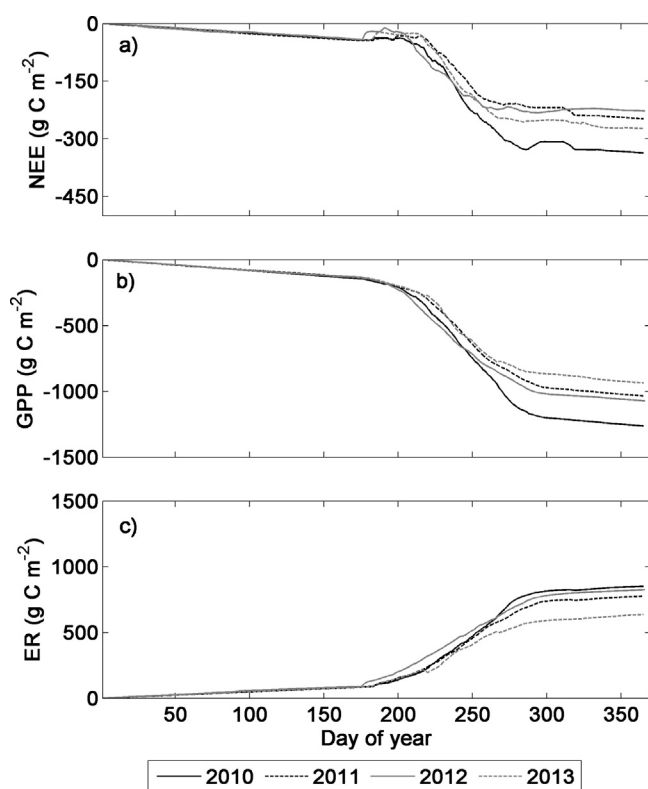 a)
0
-150
-300
-450
NEE (g C m-2)
b)
0
-500
-1000
-1500
GPP (g C m-2)
c)
1500
1000
500
0
ER (g C m-2)
50 100 150 200 250 300 350
Day of year
2010 2011 2012 2013